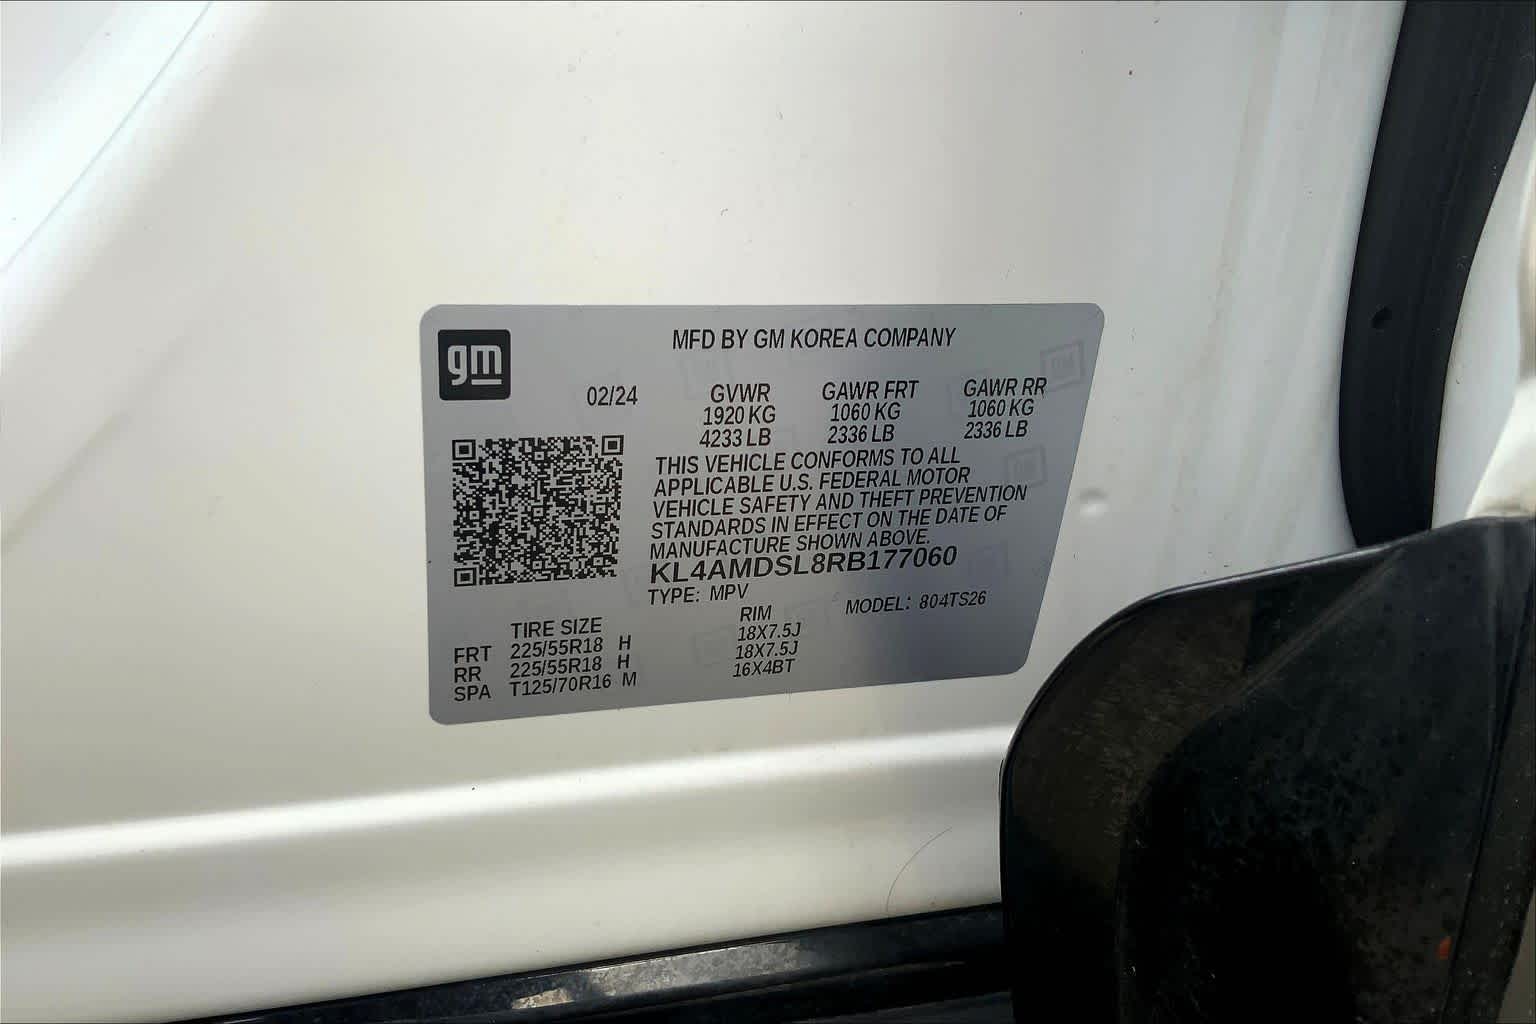 gm
MFD BY GM KOREA COMPANY
02/24 GVWR GAWR FRT GAWR RR
1920 KG 1060 KG 1060 KG
4233 LB 2336 LB 2336 LB
THIS VEHICLE CONFORMS TO ALL
APPLICABLE U.S. FEDERAL MOTOR
VEHICLE SAFETY AND THEFT PREVENTION
STANDARDS IN EFFECT ON THE DATE OF
MANUFACTURE SHOWN ABOVE.
KL4AMDSL8RB177060
TYPE: MPV MODEL: 804TS26
TIRE SIZE RIM
FRT 225/55R18 H 18X7.5J
RR 225/55R18 H 18X7.5J
SPA T125/70R16 M 16X4BT